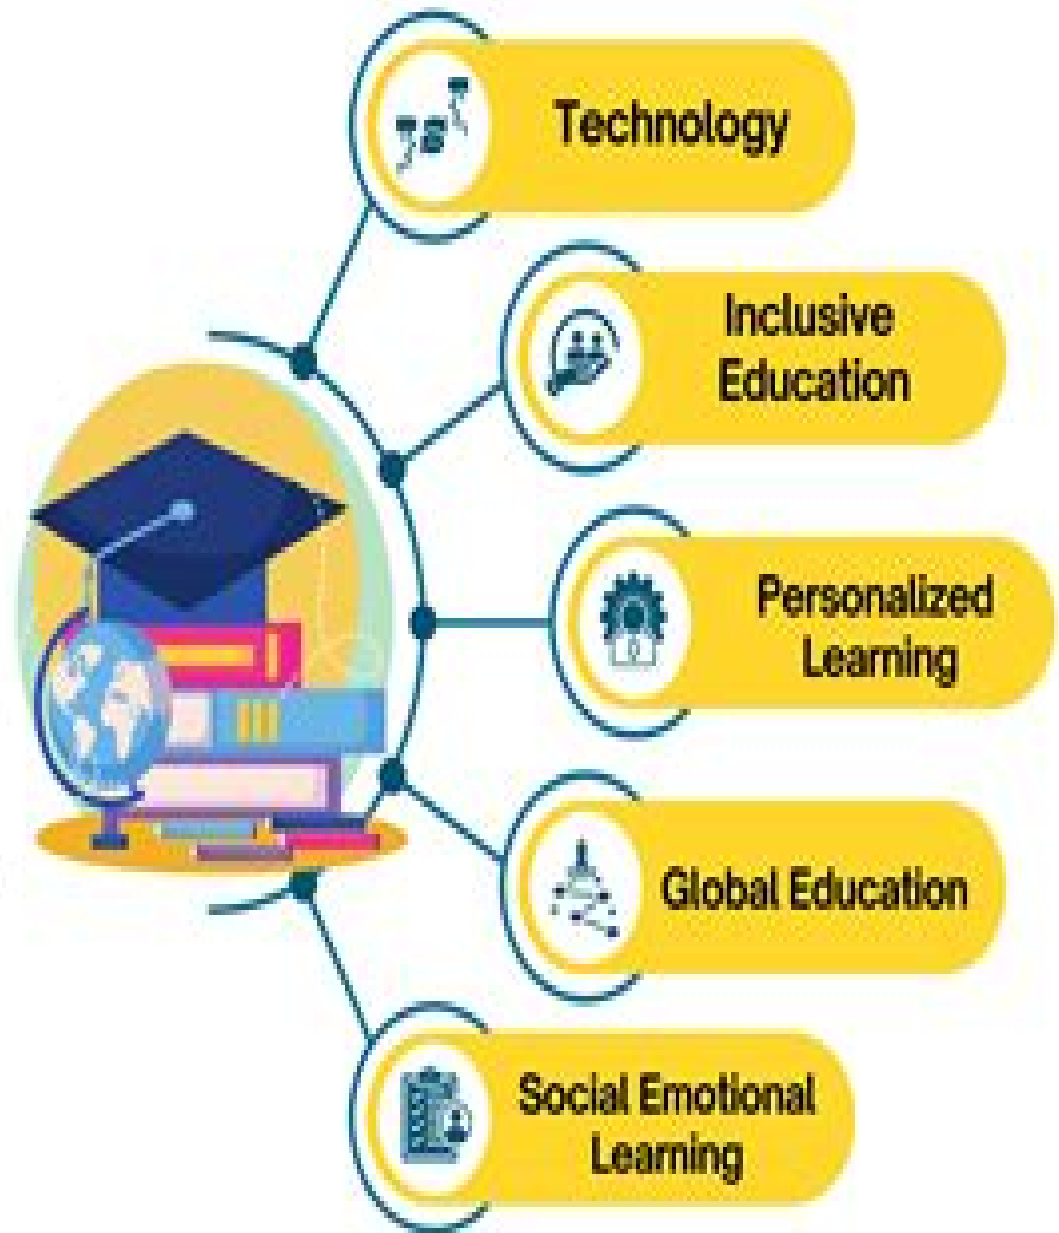 Technology
Inclusive
Education
Personalized
Learning
Global Education
Social Emotional
Learning